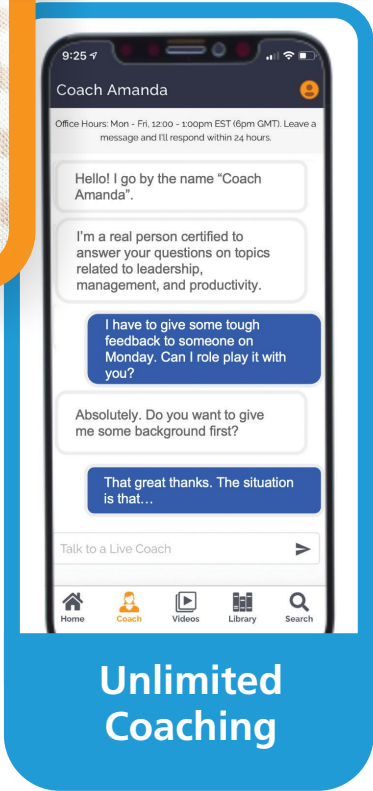 9:25
Coach Amanda
Office Hours: Mon - Fri, 12:00 - 1:00pm EST (6pm GMT). Leave a
message and I'll respond within 24 hours.
Hello! I go by the name “Coach
Amanda”.
I'm a real person certified to
answer your questions on topics
related to leadership,
management, and productivity.
I have to give some tough
feedback to someone on
Monday. Can I role play it with
you?
Absolutely. Do you want to give
me some background first?
That great thanks. The situation
is that…
Talk to a Live Coach
Home Coach Videos Library Search
Unlimited
Coaching